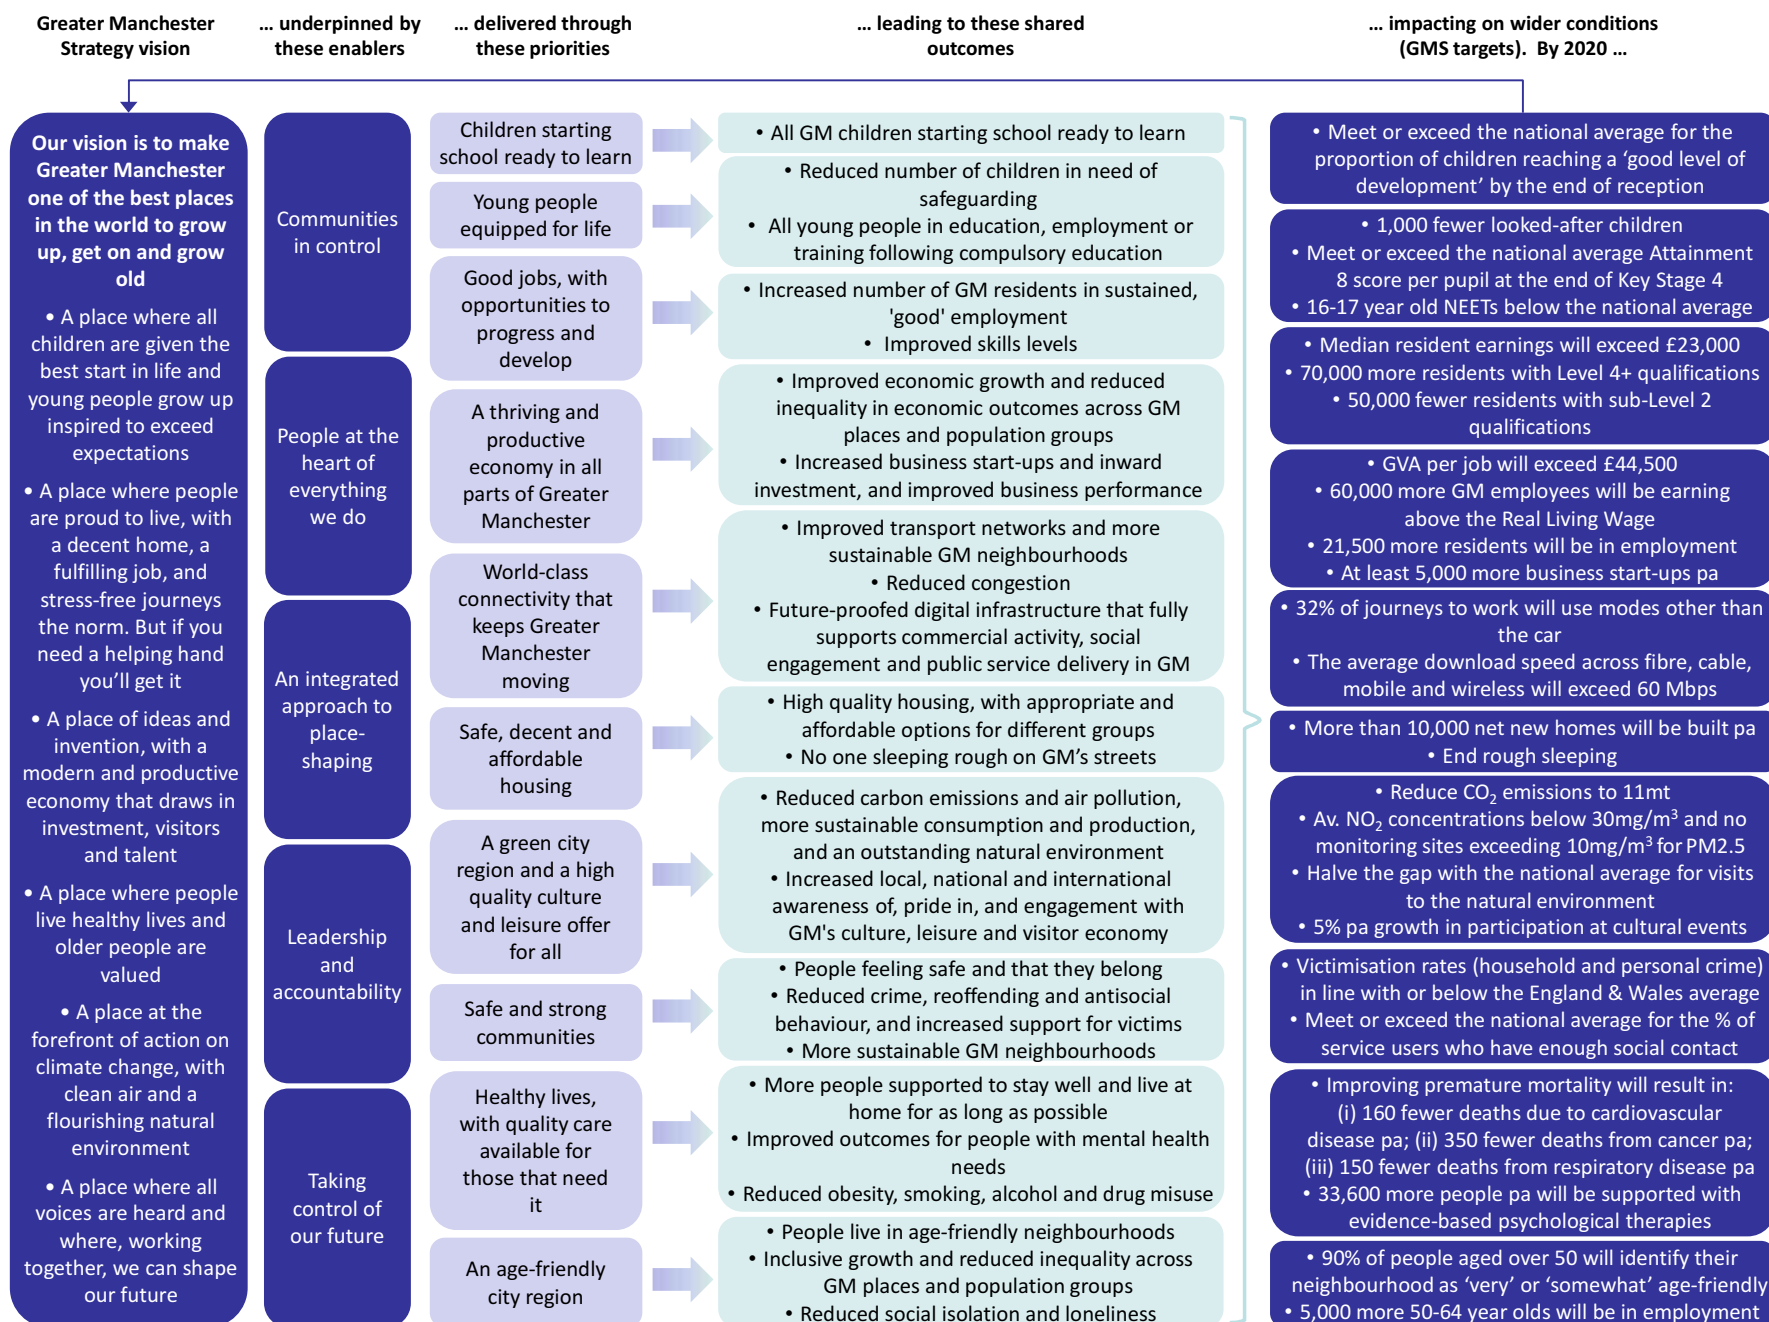 Greater Manchester
Strategy vision
... underpinned by
these enablers
... delivered through
these priorities
... leading to these shared
outcomes
... impacting on wider conditions
(GMS targets). By 2020 ...
Our vision is to make
Greater Manchester
one of the best places
in the world to grow
up, get on and grow
old
• A place where all
children are given the
best start in life and
young people grow up
inspired to exceed
expectations
• A place where people
are proud to live, with
a decent home, a
fulfilling job, and
stress-free journeys
the norm. But if you
need a helping hand
you'll get it
• A place of ideas and
invention, with a
modern and productive
economy that draws in
investment, visitors
and talent
• A place where people
live healthy lives and
older people are
valued
• A place at the
forefront of action on
climate change, with
clean air and a
flourishing natural
environment
• A place where all
voices are heard and
where, working
together, we can shape
our future
Communities
in control
People at the
heart of
everything
we do
An integrated
approach to
place-
shaping
Leadership
and
accountability
Taking
control of
our future
Children starting
school ready to learn
Young people
equipped for life
Good jobs, with
opportunities to
progress and
develop
A thriving and
productive
economy in all
parts of Greater
Manchester
World-class
connectivity that
keeps Greater
Manchester
moving
Safe, decent and
affordable
housing
A green city
region and a high
quality culture
and leisure offer
for all
Safe and strong
communities
Healthy lives,
with quality care
available for
those that need
it
An age-friendly
city region
• All GM children starting school ready to learn
• Reduced number of children in need of
safeguarding
• All young people in education, employment or
training following compulsory education
• Increased number of GM residents in sustained,
'good' employment
• Improved skills levels
• Improved economic growth and reduced
inequality in economic outcomes across GM
places and population groups
• Increased business start-ups and inward
investment, and improved business performance
• Improved transport networks and more
sustainable GM neighbourhoods
• Reduced congestion
• Future-proofed digital infrastructure that fully
supports commercial activity, social
engagement and public service delivery in GM
• High quality housing, with appropriate and
affordable options for different groups
• No one sleeping rough on GM's streets
• Reduced carbon emissions and air pollution,
more sustainable consumption and production,
and an outstanding natural environment
• Increased local, national and international
awareness of, pride in, and engagement with
GM's culture, leisure and visitor economy
• People feeling safe and that they belong
• Reduced crime, reoffending and antisocial
behaviour, and increased support for victims
• More sustainable GM neighbourhoods
• More people supported to stay well and live at
home for as long as possible
• Improved outcomes for people with mental health
needs
• Reduced obesity, smoking, alcohol and drug misuse
• People live in age-friendly neighbourhoods
• Inclusive growth and reduced inequality across
GM places and population groups
• Reduced social isolation and loneliness
• Meet or exceed the national average for the
proportion of children reaching a 'good level of
development' by the end of reception
• 1,000 fewer looked-after children
• Meet or exceed the national average Attainment
8 score per pupil at the end of Key Stage 4
• 16-17 year old NEETs below the national average
• Median resident earnings will exceed £23,000
• 70,000 more residents with Level 4+ qualifications
• 50,000 fewer residents with sub-Level 2
qualifications
• GVA per job will exceed £44,500
• 60,000 more GM employees will be earning
above the Real Living Wage
• 21,500 more residents will be in employment
• At least 5,000 more business start-ups pa
• 32% of journeys to work will use modes other than
the car
• The average download speed across fibre, cable,
mobile and wireless will exceed 60 Mbps
• More than 10,000 net new homes will be built pa
• End rough sleeping
• Reduce CO₂ emissions to 11mt
• Av. NO₂ concentrations below 30mg/m³ and no
monitoring sites exceeding 10mg/m³ for PM2.5
• Halve the gap with the national average for visits
to the natural environment
• 5% pa growth in participation at cultural events
• Victimisation rates (household and personal crime)
in line with or below the England & Wales average
• Meet or exceed the national average for the % of
service users who have enough social contact
• Improving premature mortality will result in:
(i) 160 fewer deaths due to cardiovascular
disease pa; (ii) 350 fewer deaths from cancer pa;
(iii) 150 fewer deaths from respiratory disease pa
• 33,600 more people pa will be supported with
evidence-based psychological therapies
• 90% of people aged over 50 will identify their
neighbourhood as 'very' or 'somewhat' age-friendly
• 5,000 more 50-64 year olds will be in employment